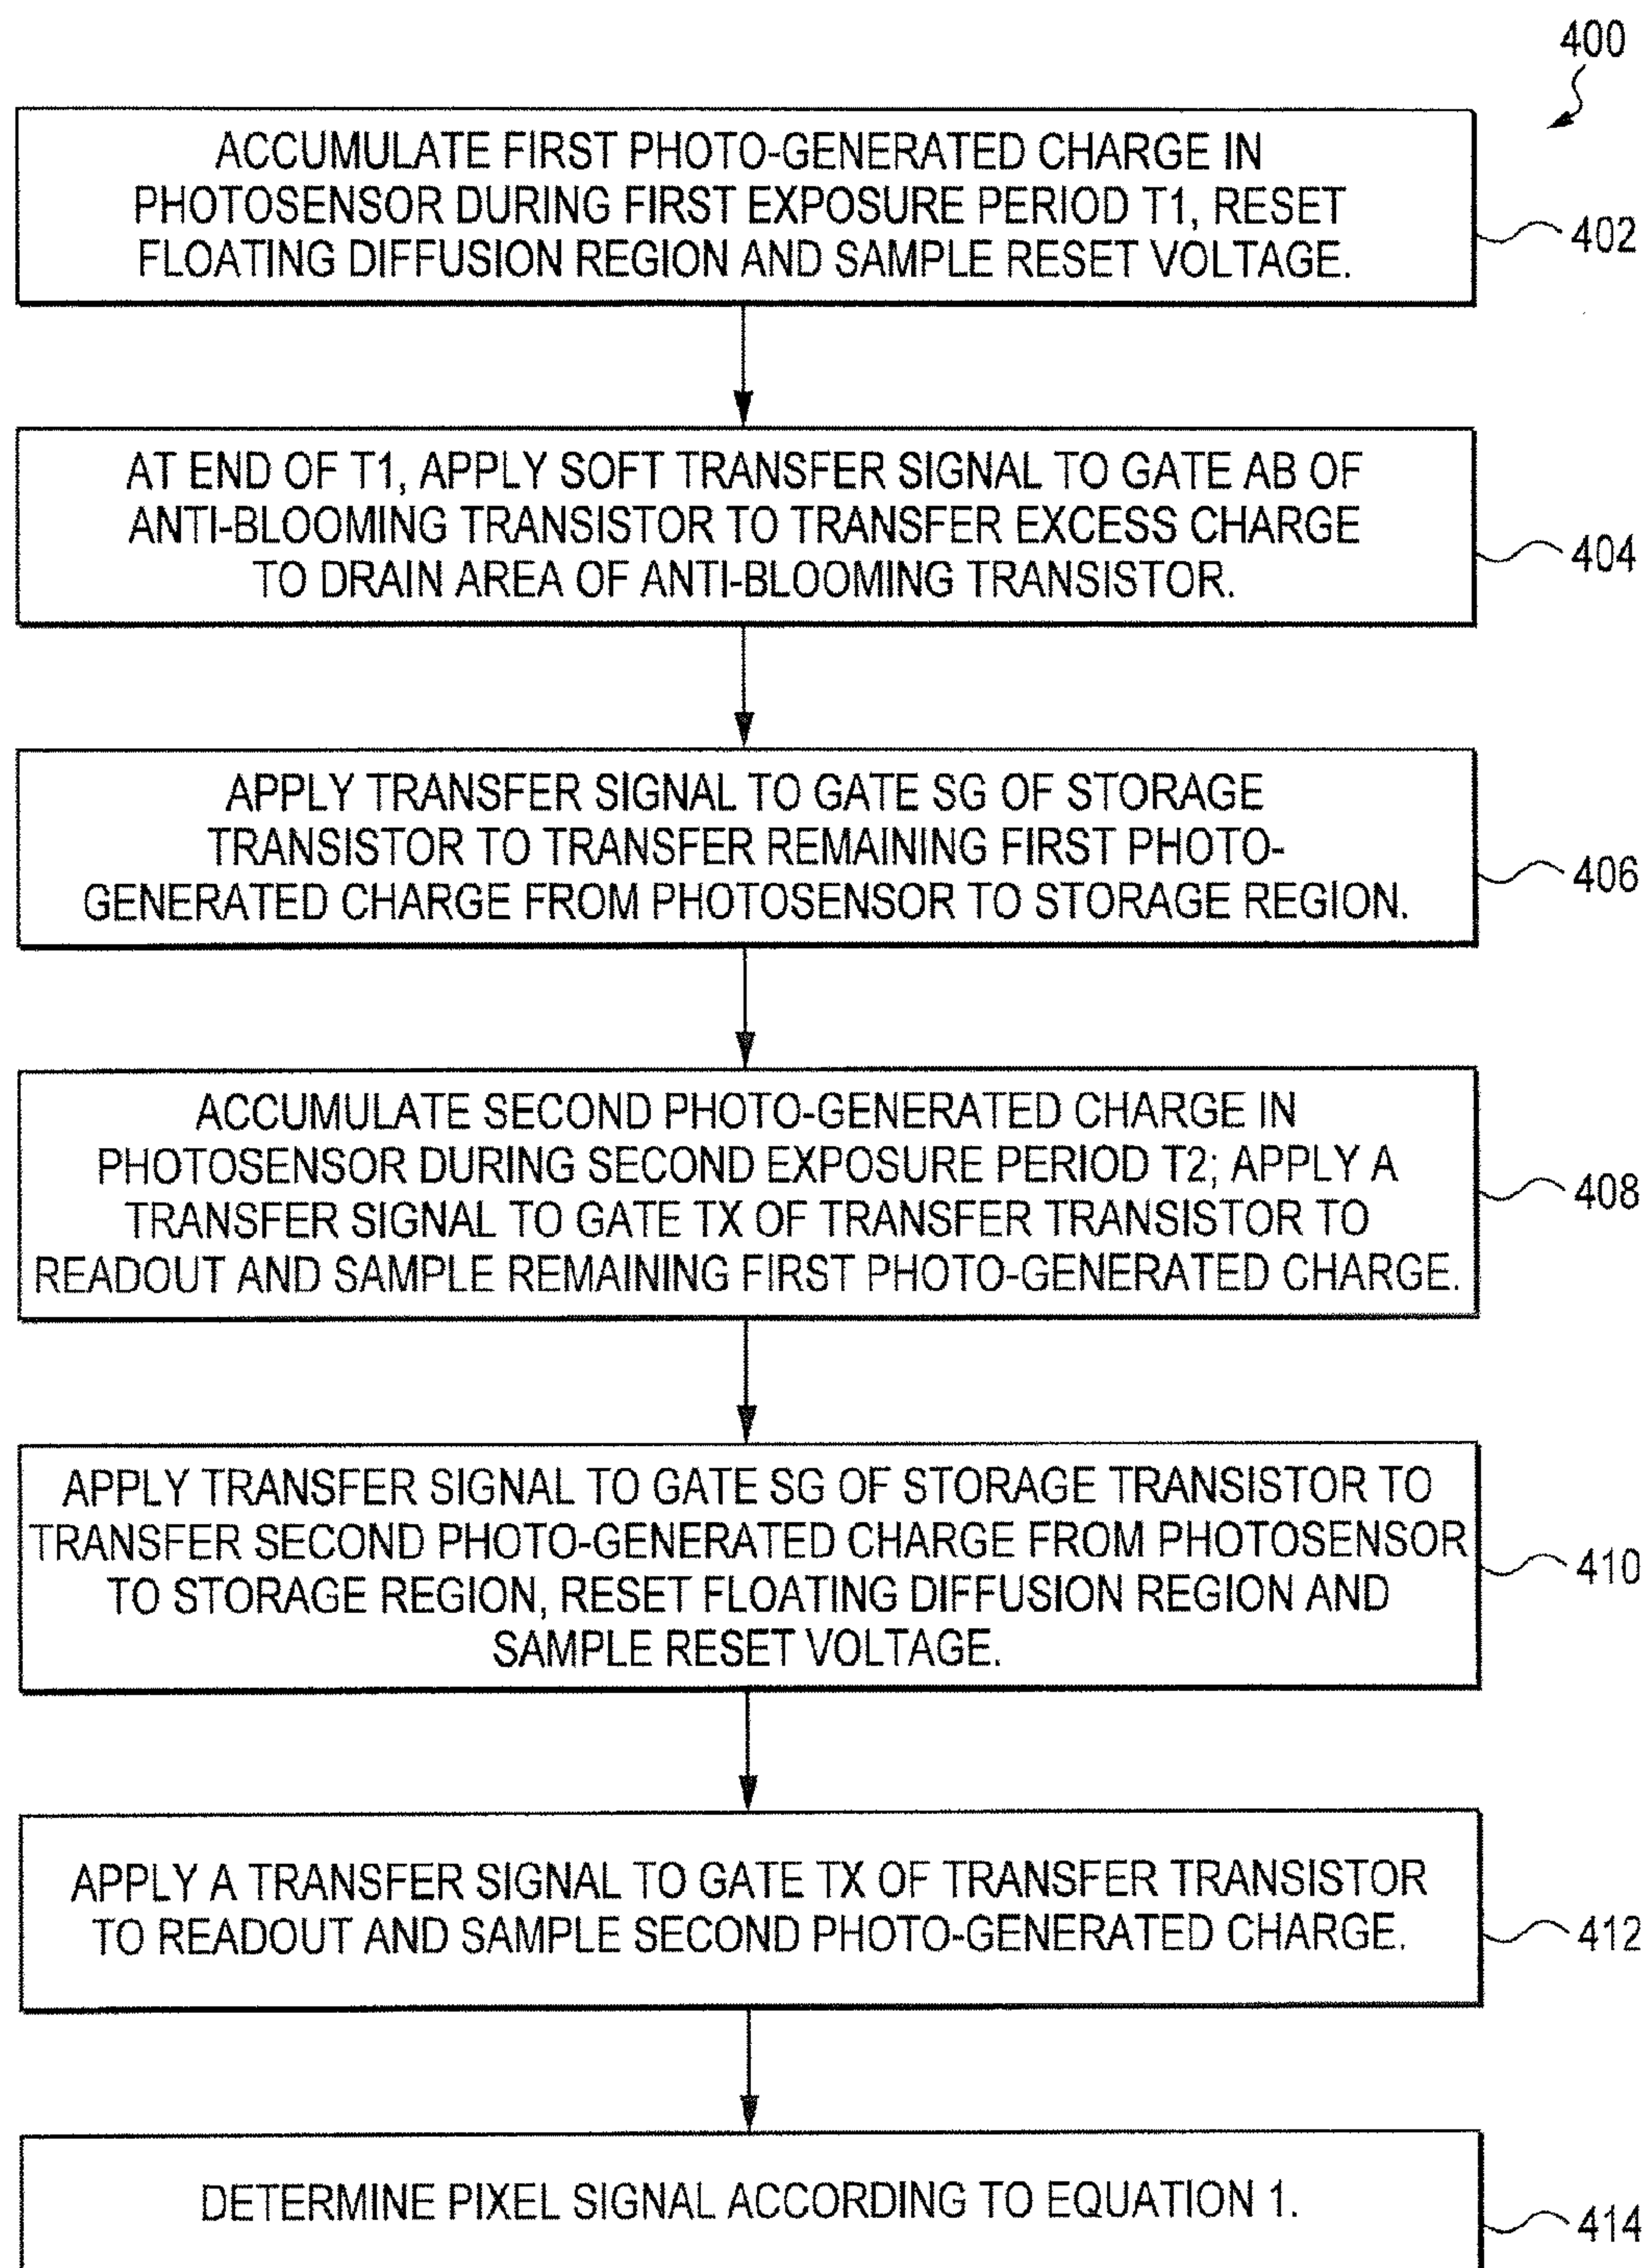 400
ACCUMULATE FIRST PHOTO-GENERATED CHARGE IN
PHOTOSENSOR DURING FIRST EXPOSURE PERIOD T1, RESET
FLOATING DIFFUSION REGION AND SAMPLE RESET VOLTAGE.
402
AT END OF T1, APPLY SOFT TRANSFER SIGNAL TO GATE AB OF
ANTI-BLOOMING TRANSISTOR TO TRANSFER EXCESS CHARGE
TO DRAIN AREA OF ANTI-BLOOMING TRANSISTOR.
404
APPLY TRANSFER SIGNAL TO GATE SG OF STORAGE
TRANSISTOR TO TRANSFER REMAINING FIRST PHOTO-
GENERATED CHARGE FROM PHOTOSENSOR TO STORAGE REGION.
406
ACCUMULATE SECOND PHOTO-GENERATED CHARGE IN
PHOTOSENSOR DURING SECOND EXPOSURE PERIOD T2; APPLY A
TRANSFER SIGNAL TO GATE TX OF TRANSFER TRANSISTOR TO
READOUT AND SAMPLE REMAINING FIRST PHOTO-GENERATED CHARGE.
408
APPLY TRANSFER SIGNAL TO GATE SG OF STORAGE TRANSISTOR TO
TRANSFER SECOND PHOTO-GENERATED CHARGE FROM PHOTOSENSOR
TO STORAGE REGION, RESET FLOATING DIFFUSION REGION AND
SAMPLE RESET VOLTAGE.
410
APPLY A TRANSFER SIGNAL TO GATE TX OF TRANSFER TRANSISTOR
TO READOUT AND SAMPLE SECOND PHOTO-GENERATED CHARGE.
412
DETERMINE PIXEL SIGNAL ACCORDING TO EQUATION 1.
414